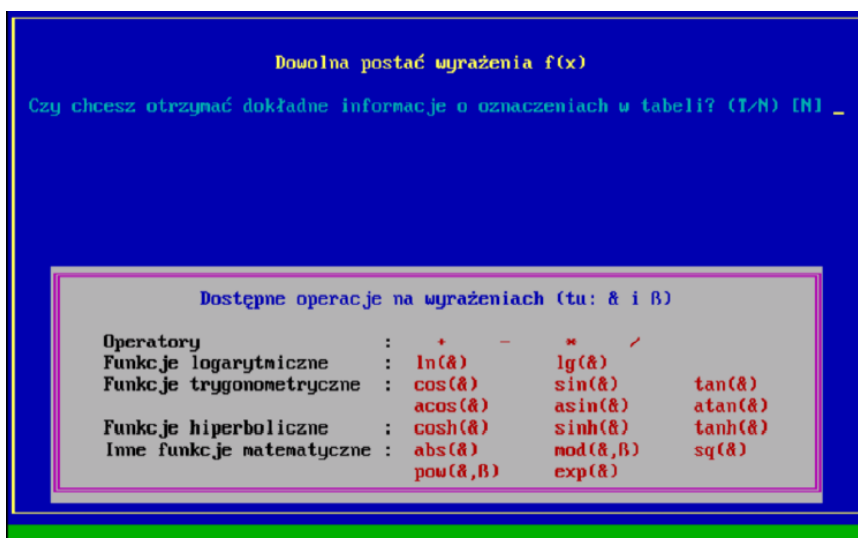 Dowolna postać wyrażenia f(x)
Czy chcesz otrzymać dokładne informacje o oznaczeniach w tabeli? (T/N) [N] _
Dostępne operacje na wyrażeniach (tu: & i ß)
Operatory : + - * /
Funkcje logarytmiczne : ln(&) lg(&)
Funkcje trygonometryczne : cos(&) sin(&) tan(&)
acos(&) asin(&) atan(&)
Funkcje hiperboliczne : cosh(&) sinh(&) tanh(&)
Inne funkcje matematyczne : abs(&) mod(&,ß) sq(&)
pow(&,ß) exp(&)